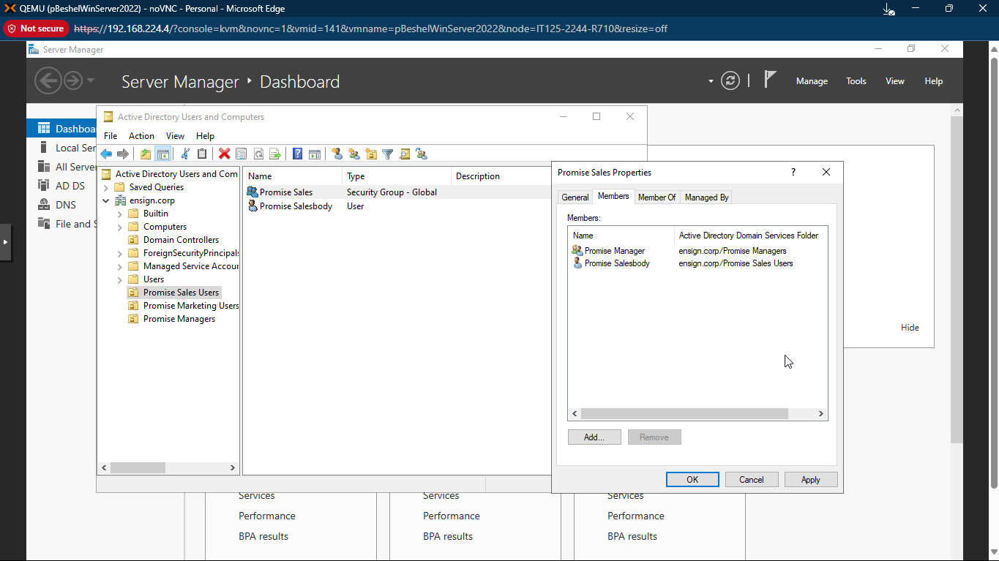 QEMU (pBeshelWinServer2022) - noVNC - Personal - Microsoft Edge
Not secure https://192.168.224.4/?console=kvm&novnc=1&vmid=141&vmname=pBeshelWinServer2022&node=IT125-2244-R710&resize=off
Server Manager
Server Manager ‣ Dashboard
Manage Tools View Help
Dashboa
Local Ser
All Server
AD DS
DNS
File and S
Active Directory Users and Computers
File Action View Help
Active Directory Users and Com
Saved Queries
ensign.corp
Builtin
Computers
Domain Controllers
ForeignSecurityPrincipals
Managed Service Accoun
Users
Promise Sales Users
Promise Marketing Users
Promise Managers
Name Type Description
Promise Sales Security Group - Global
Promise Salesbody User
Promise Sales Properties
?
General Members Member Of Managed By
Members:
Name Active Directory Domain Services Folder
Promise Manager ensign.corp/Promise Managers
Promise Salesbody ensign.corp/Promise Sales Users
Add... Remove
OK Cancel Apply
Hide
Services Services Services
Performance Performance Performance
BPA results BPA results BPA results